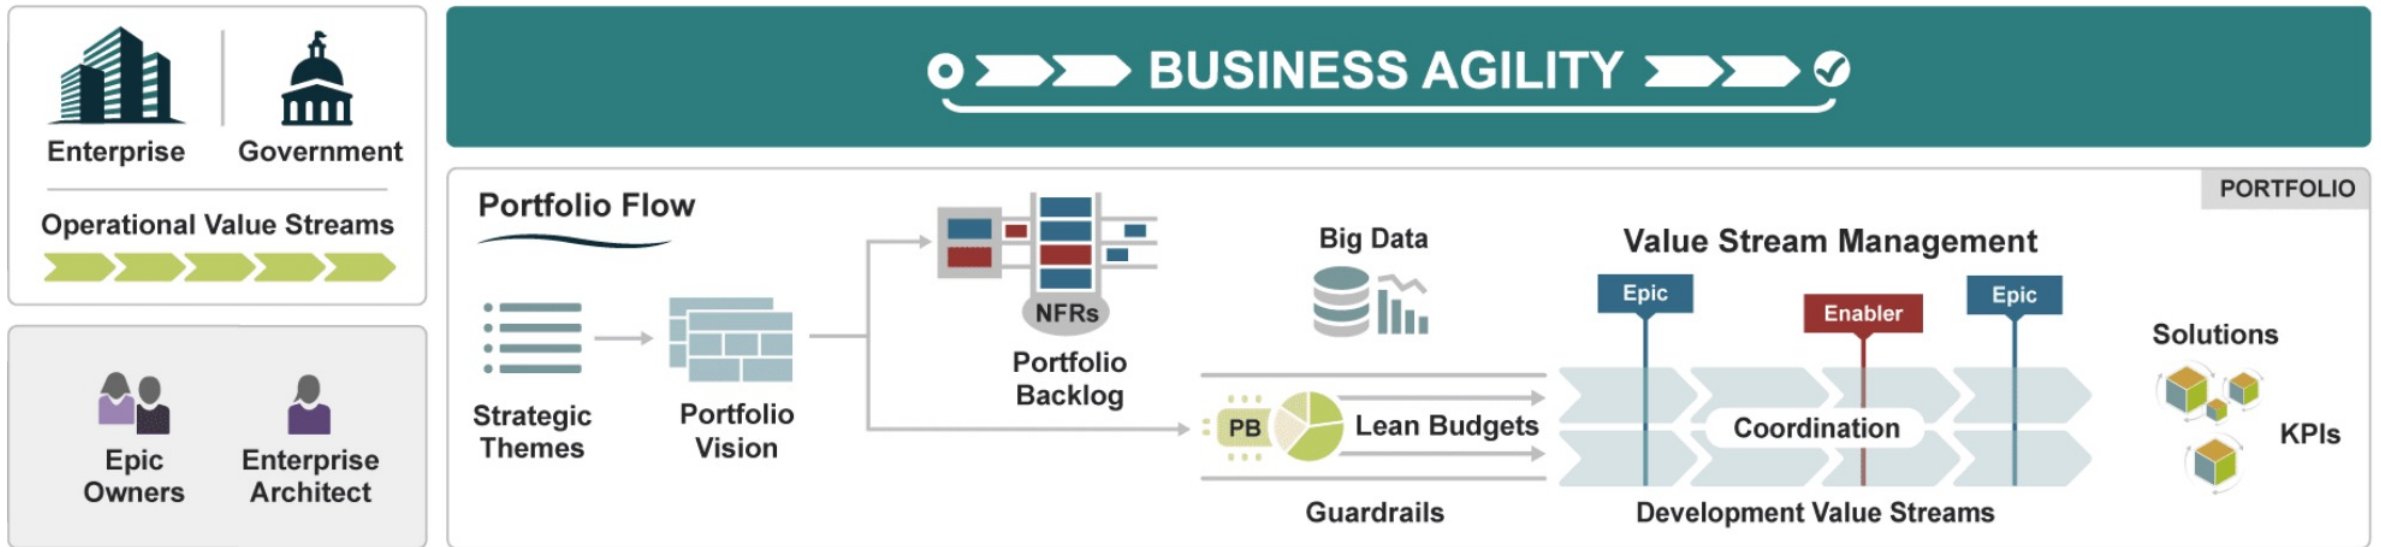 Enterprise
Government
Operational Value Streams
Epic
Owners
Enterprise
Architect
BUSINESS AGILITY
PORTFOLIO
Portfolio Flow
Strategic
Themes
Portfolio
Vision
NFRs
Portfolio
Backlog
Big Data
PB
Lean Budgets
Guardrails
Value Stream Management
Epic
Enabler
Epic
Coordination
Development Value Streams
Solutions
KPIs